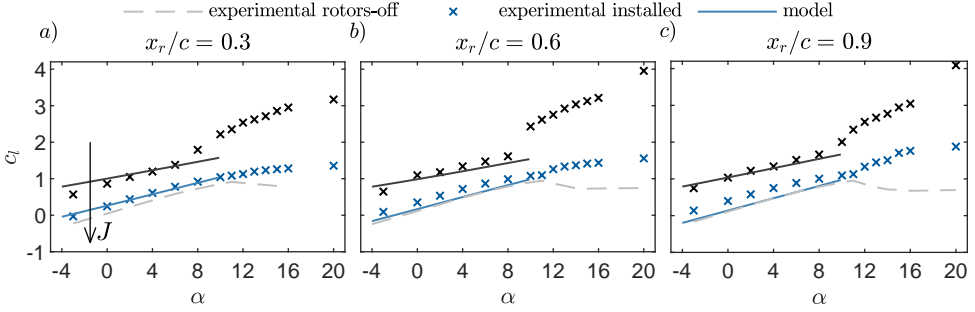 experimental rotors-off experimental installed model
a) x_r/c = 0.3 b) x_r/c = 0.6 c) x_r/c = 0.9
4
3
2
1
0
-1
c_l
J
-4 0 4 8 12 16 20 -4 0 4 8 12 16 20 -4 0 4 8 12 16 20
α α α